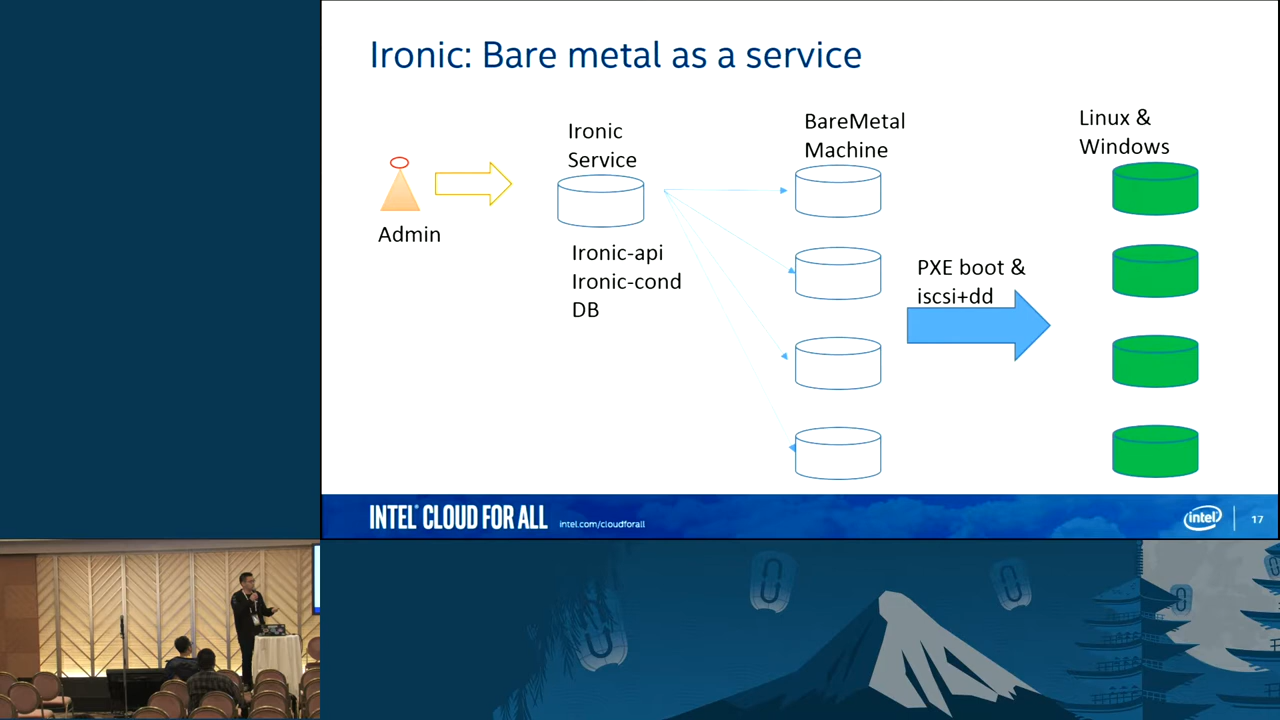 Ironic: Bare metal as a service
Ironic
Service
BareMetal
Machine
Linux &
Windows
Admin
Ironic-api
Ironic-cond
DB
PXE boot &
iscsi+dd
INTEL® CLOUD FOR ALL
intel.com/cloudforall
intel
17